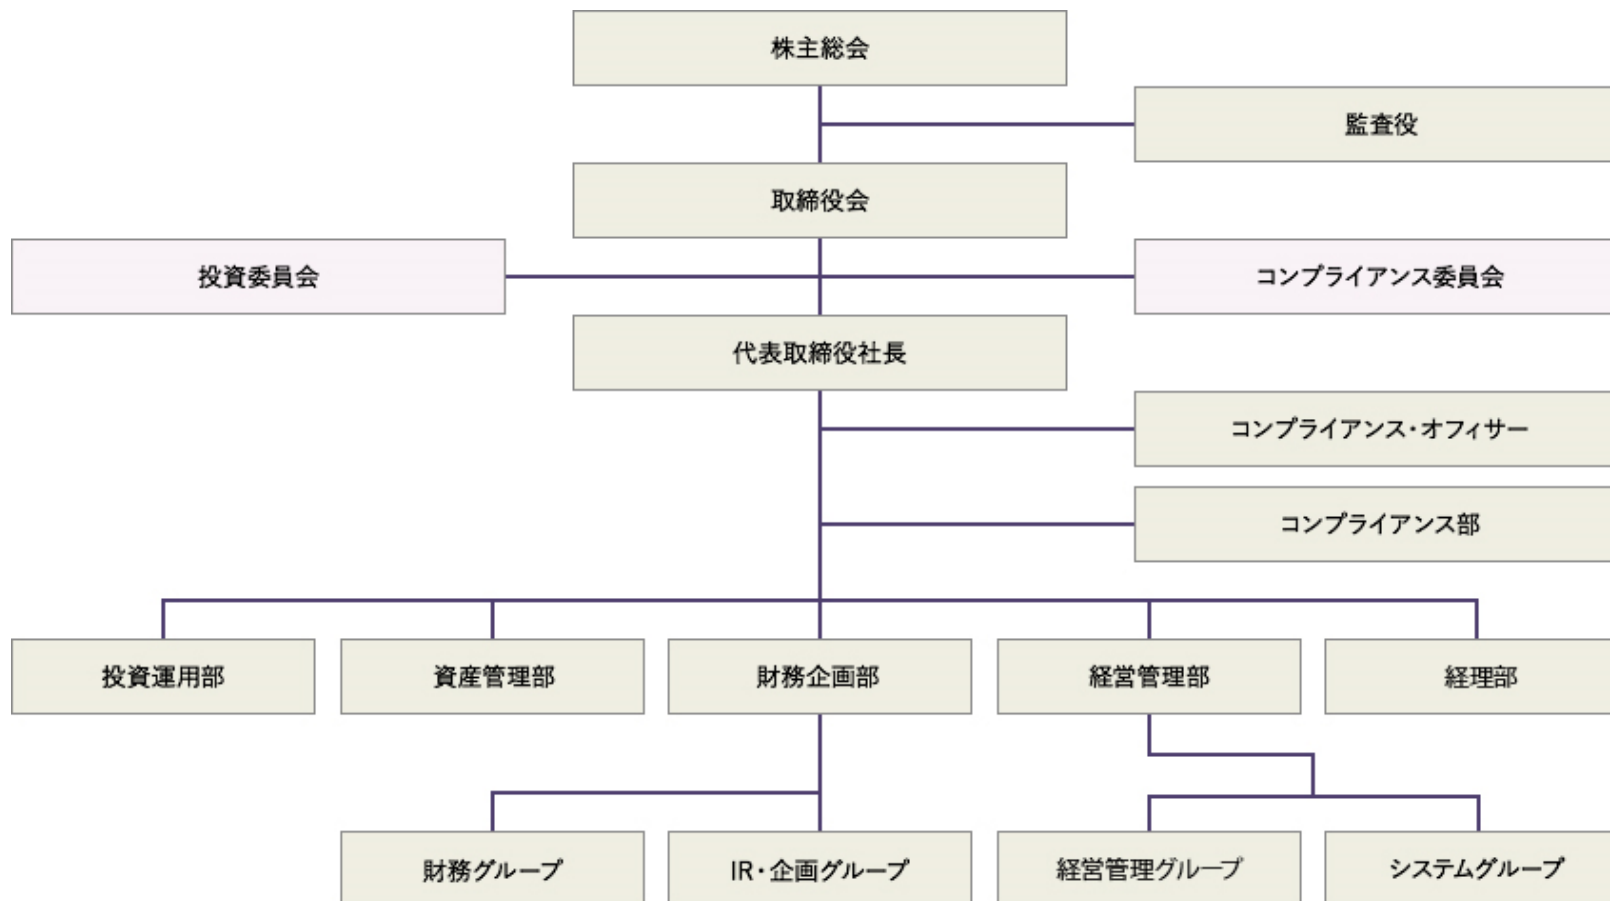 株主総会
監査役
取締役会
投資委員会
コンプライアンス委員会
代表取締役社長
コンプライアンス・オフィサー
コンプライアンス部
投資運用部
資産管理部
財務企画部
経営管理部
経理部
財務グループ
IR・企画グループ
経営管理グループ
システムグループ